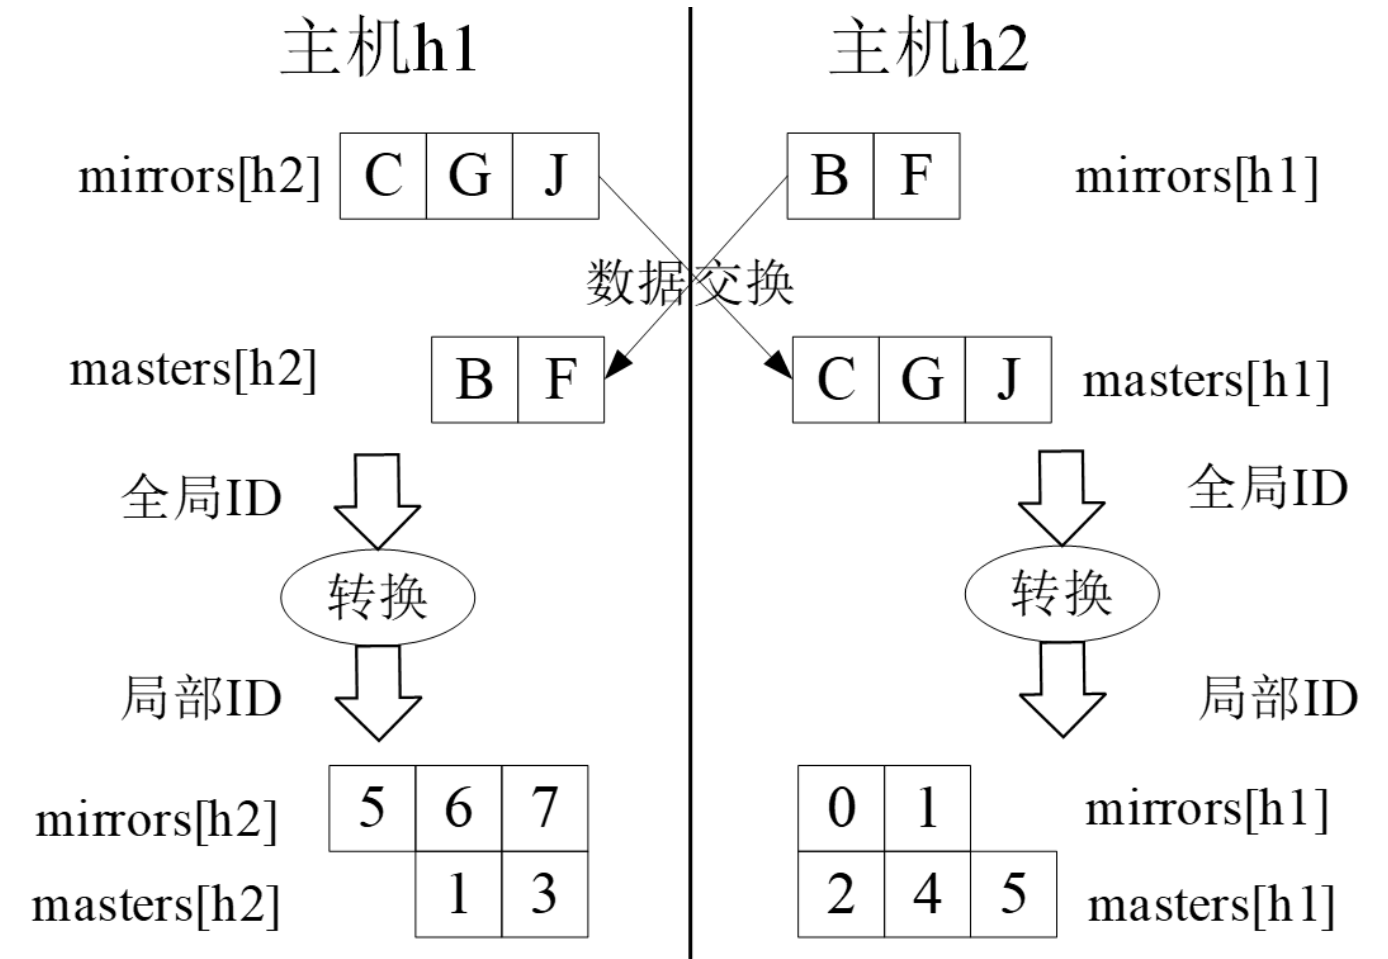 主机h1 主机h2
mirrors[h2] C G J B F mirrors[h1]
数据交换
masters[h2] B F C G J masters[h1]
全局ID 全局ID
转换 转换
局部ID 局部ID
mirrors[h2] 5 6 7 0 1 mirrors[h1]
masters[h2] 1 3 2 4 5 masters[h1]